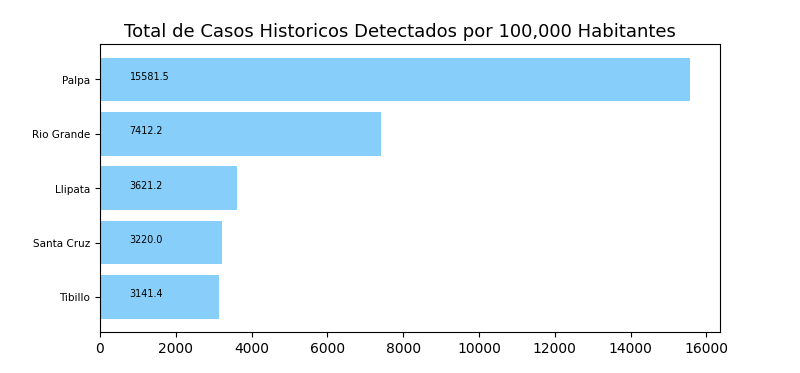 Total de Casos Historicos Detectados por 100,000 Habitantes
Palpa 15581.5
Rio Grande 7412.2
Llipata 3621.2
Santa Cruz 3220.0
Tibillo 3141.4
0 2000 4000 6000 8000 10000 12000 14000 16000